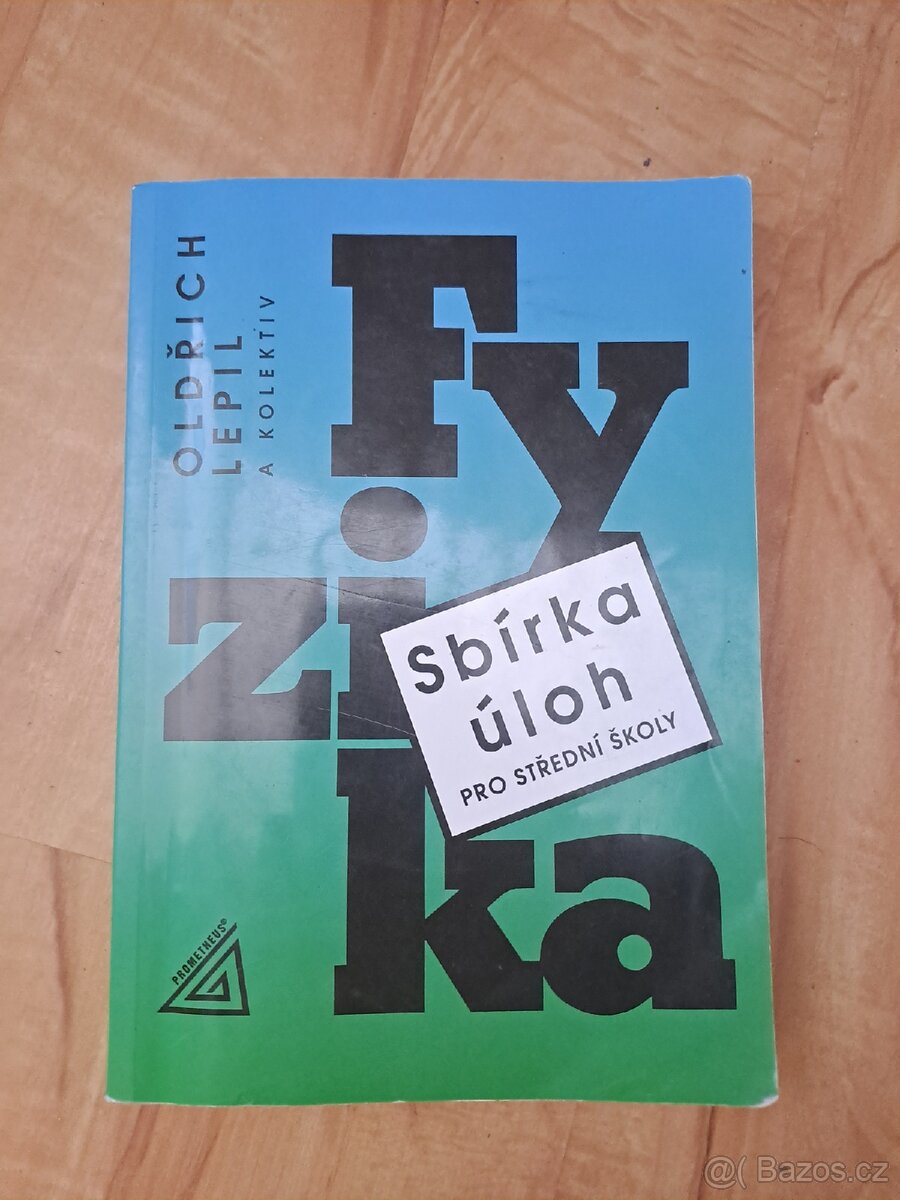 OLDŘICH
LEPIL
A KOLEKTIV
Fy
zi
ka
Sbírka
úloh
PRO STŘEDNÍ ŠKOLY
PROMETHEUS®
@( Bazos.cz